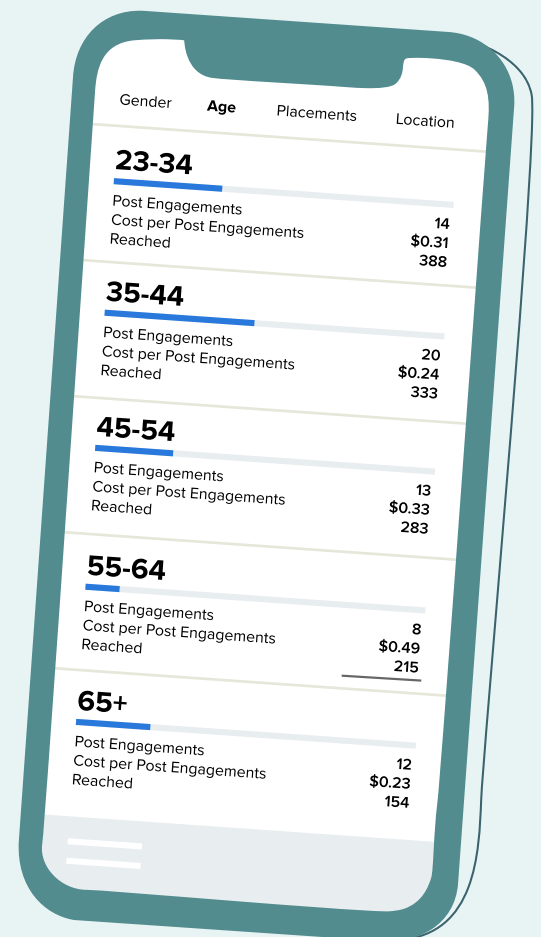 Gender Age Placements Location
23-34
Post Engagements 14
Cost per Post Engagements $0.31
Reached 388
35-44
Post Engagements 20
Cost per Post Engagements $0.24
Reached 333
45-54
Post Engagements 13
Cost per Post Engagements $0.33
Reached 283
55-64
Post Engagements 8
Cost per Post Engagements $0.49
Reached 215
65+
Post Engagements 12
Cost per Post Engagements $0.23
Reached 154